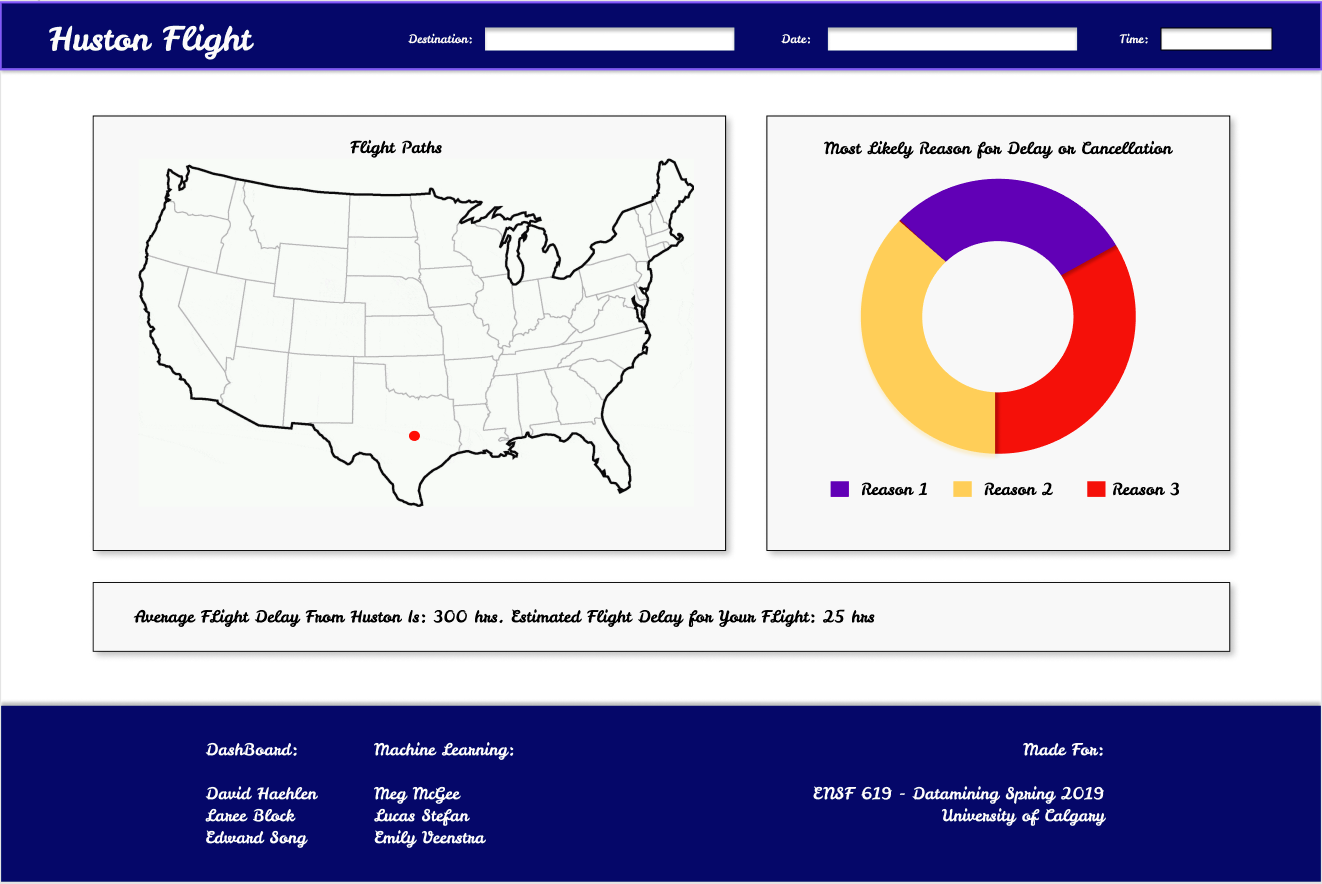 Huston Flight
Destination:
Date:
Time:
Flight Paths
Most Likely Reason for Delay or Cancellation
Reason 1
Reason 2
Reason 3
Average FLight Delay From Huston Is: 300 hrs. Estimated Flight Delay for Your FLight: 25 hrs
DashBoard:
David Haehlen
Laree Block
Edward Song
Machine Learning:
Meg McGee
Lucas Stefan
Emily Veenstra
Made For:
ENSF 619 - Datamining Spring 2019
University of Calgary